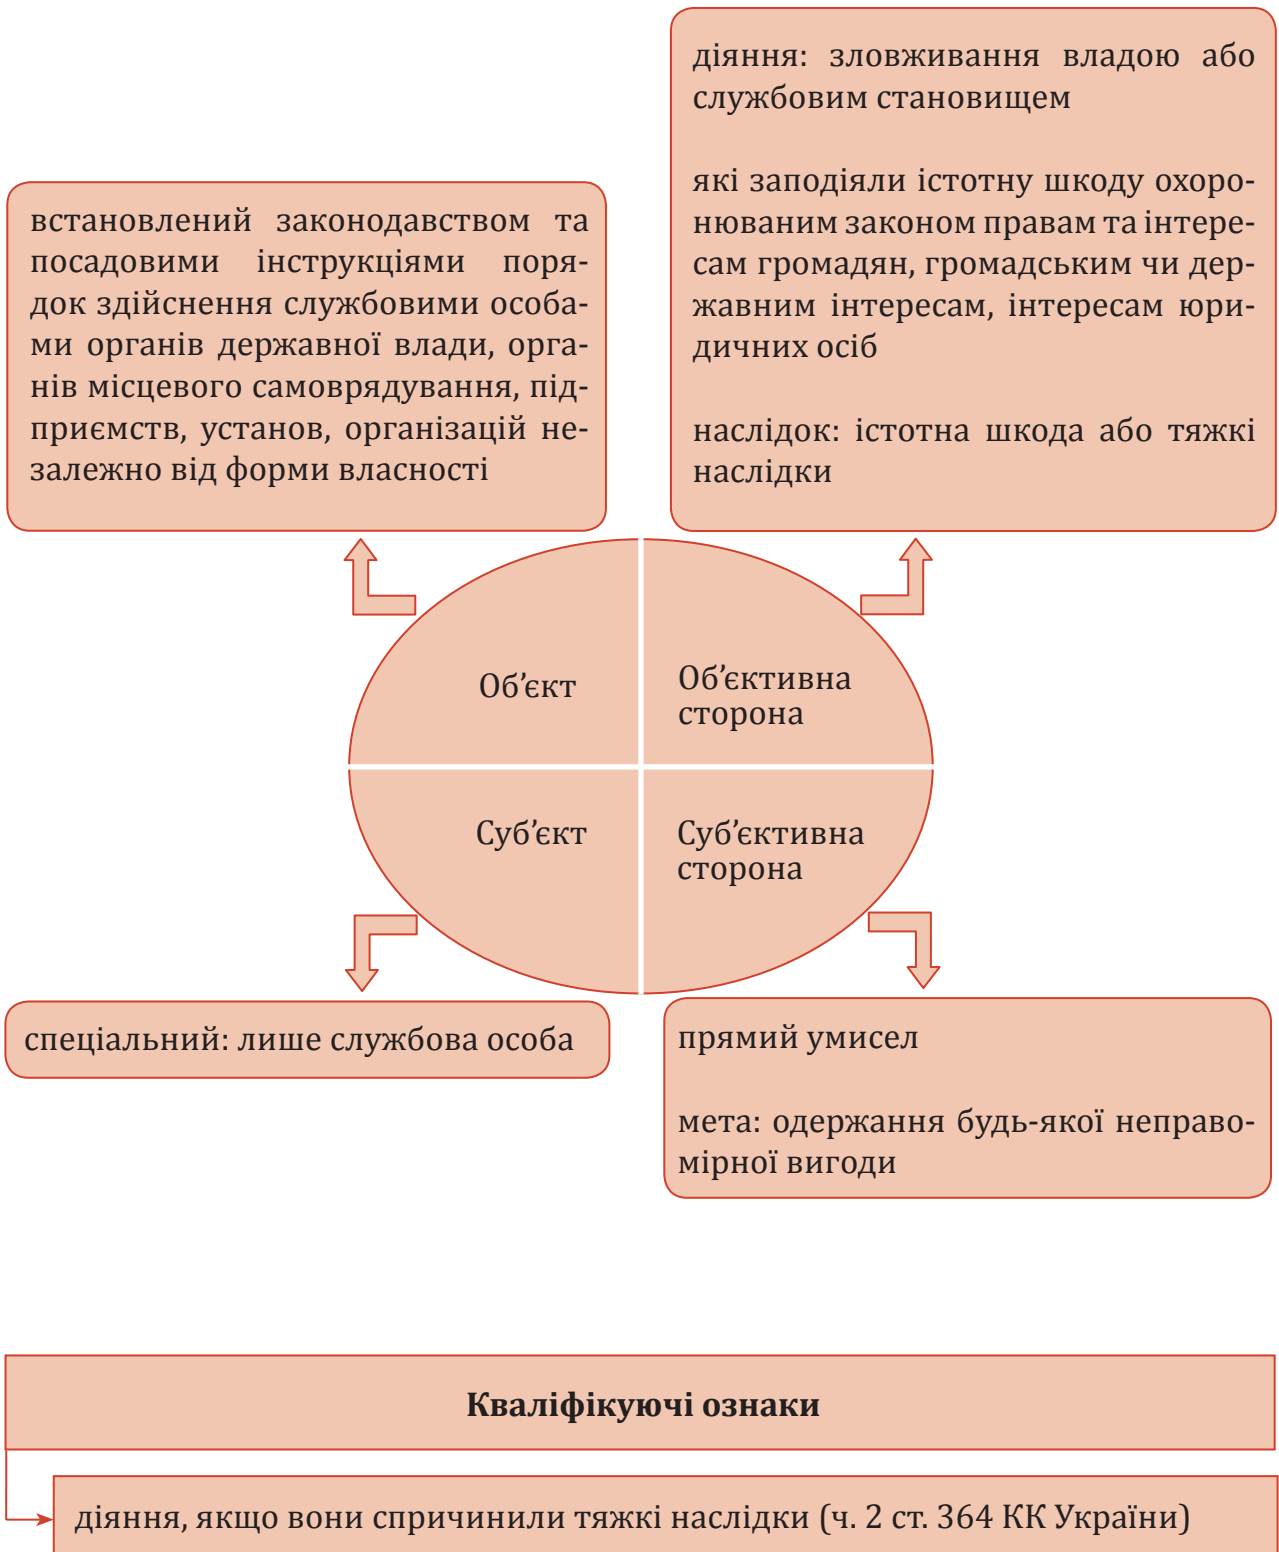 діяння: зловживання владою або
службовим становищем
які заподіяли істотну шкоду охоро-
нюваним законом правам та інтере-
сам громадян, громадським чи дер-
жавним інтересам, інтересам юри-
дичних осіб
наслідок: істотна шкода або тяжкі
наслідки
встановлений законодавством та
посадовими інструкціями поря-
док здійснення службовими особа-
ми органів державної влади, орга-
нів місцевого самоврядування, під-
приємств, установ, організацій не-
залежно від форми власності
Об’єкт
Об’єктивна
сторона
Суб’єкт
Суб’єктивна
сторона
спеціальний: лише службова особа
прямий умисел
мета: одержання будь-якої неправо-
мірної вигоди
Кваліфікуючі ознаки
діяння, якщо вони спричинили тяжкі наслідки (ч. 2 ст. 364 КК України)